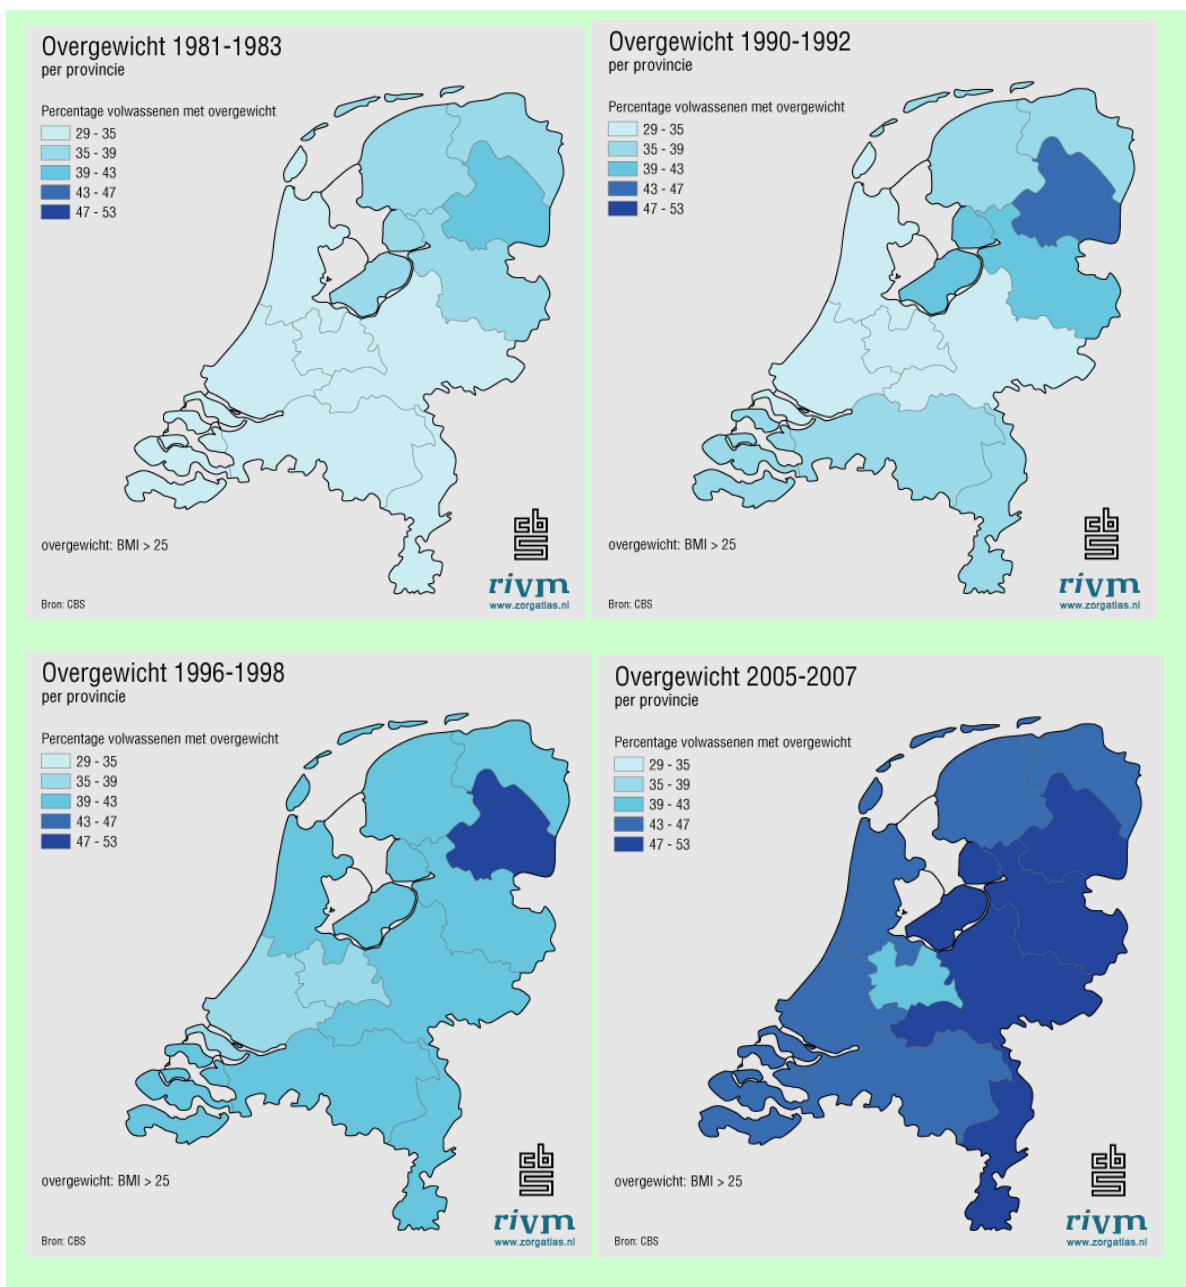 Overgewicht 1981-1983
per provincie
Percentage volwassenen met overgewicht
29 - 35
35 - 39
39 - 43
43 - 47
47 - 53
overgewicht: BMI > 25
Bron: CBS
cbs
rivm
www.zorgatlas.nl
Overgewicht 1990-1992
per provincie
Percentage volwassenen met overgewicht
29 - 35
35 - 39
39 - 43
43 - 47
47 - 53
overgewicht: BMI > 25
Bron: CBS
cbs
rivm
www.zorgatlas.nl
Overgewicht 1996-1998
per provincie
Percentage volwassenen met overgewicht
29 - 35
35 - 39
39 - 43
43 - 47
47 - 53
overgewicht: BMI > 25
Bron: CBS
cbs
rivm
www.zorgatlas.nl
Overgewicht 2005-2007
per provincie
Percentage volwassenen met overgewicht
29 - 35
35 - 39
39 - 43
43 - 47
47 - 53
overgewicht: BMI > 25
Bron: CBS
cbs
rivm
www.zorgatlas.nl